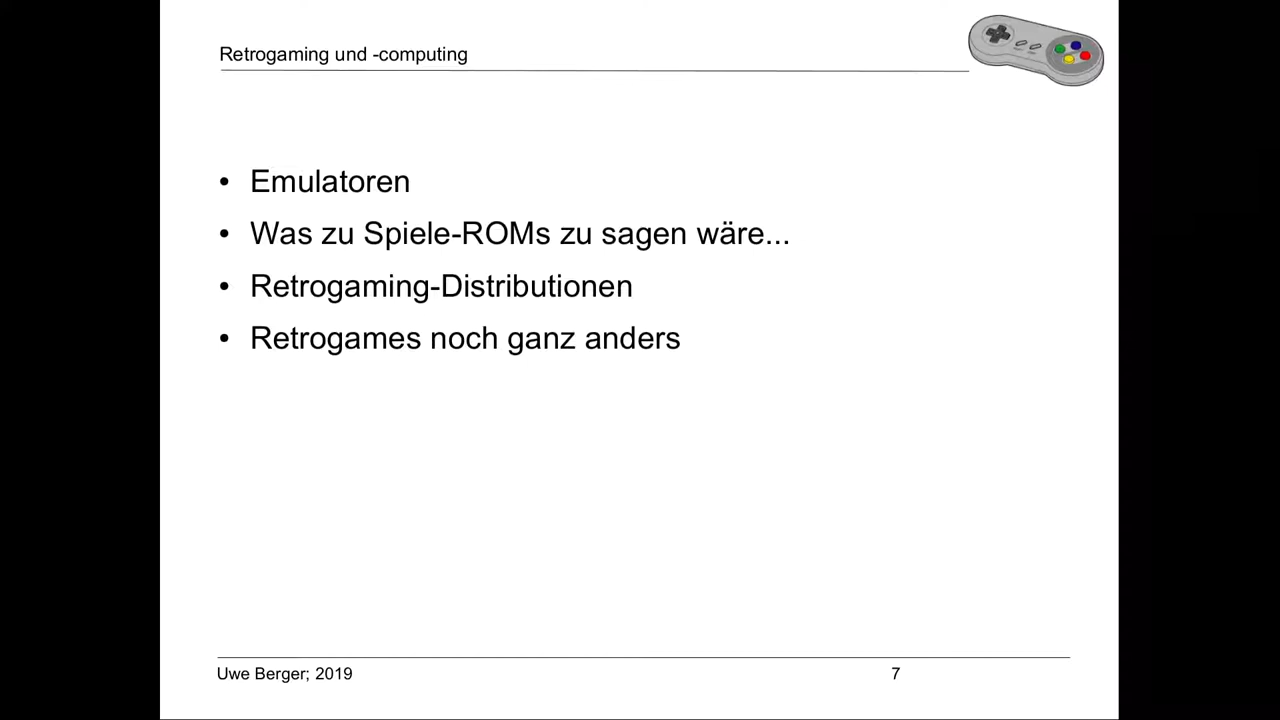 Retrogaming und -computing
• Emulatoren
• Was zu Spiele-ROMs zu sagen wäre...
• Retrogaming-Distributionen
• Retrogames noch ganz anders
Uwe Berger; 2019
7